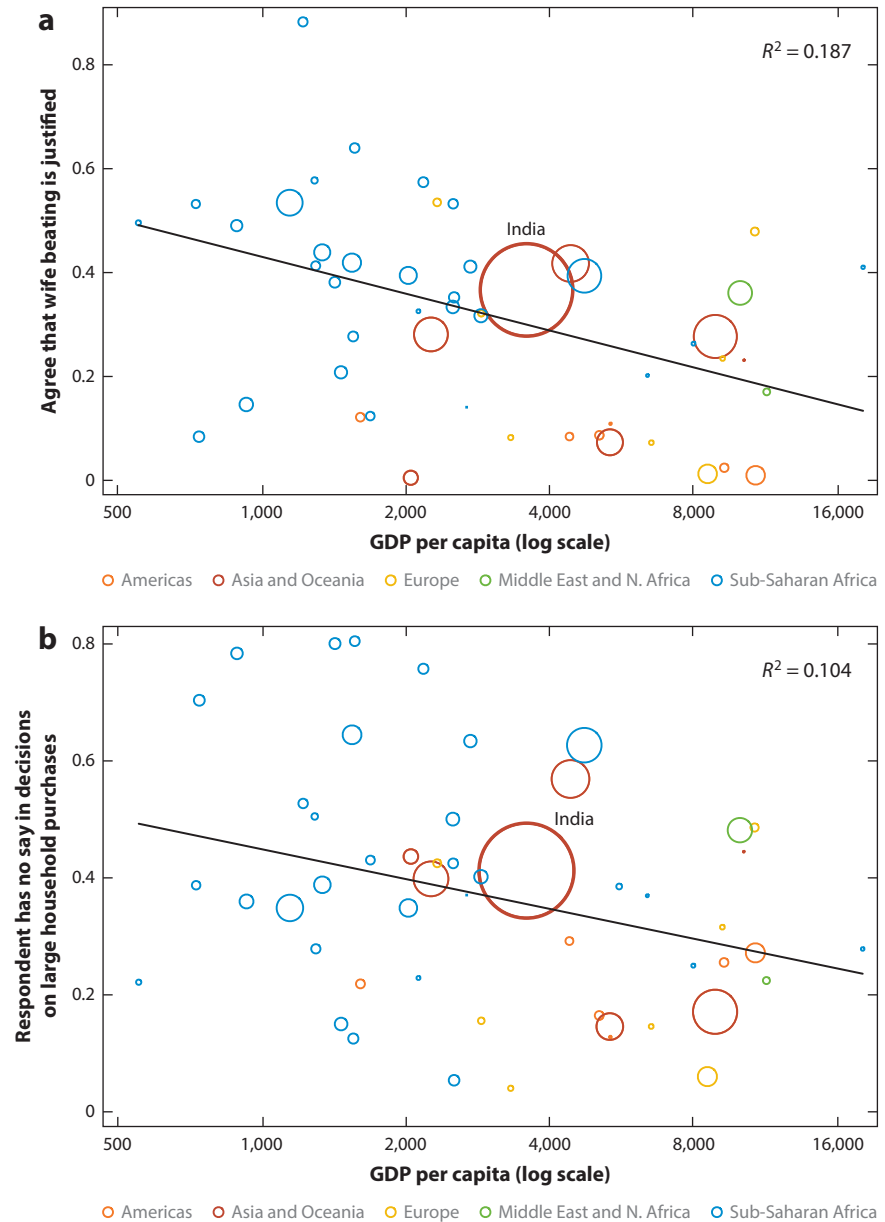 a
R² = 0.187
0.8
0.6
0.4
0.2
0
Agree that wife beating is justified
India
500 1,000 2,000 4,000 8,000 16,000
GDP per capita (log scale)
Americas Asia and Oceania Europe Middle East and N. Africa Sub-Saharan Africa
b
R² = 0.104
0.8
0.6
0.4
0.2
0
Respondent has no say in decisions
on large household purchases
India
500 1,000 2,000 4,000 8,000 16,000
GDP per capita (log scale)
Americas Asia and Oceania Europe Middle East and N. Africa Sub-Saharan Africa